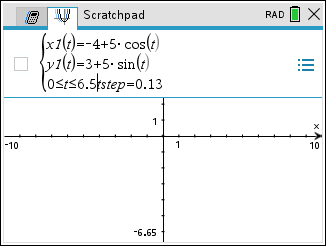 Scratchpad RAD
x1(t)=-4+5· cos(t)
y1(t)=3+5· sin(t)
0≤t≤6.5 tstep=0.13
1
x
-10 1 10
-6.65